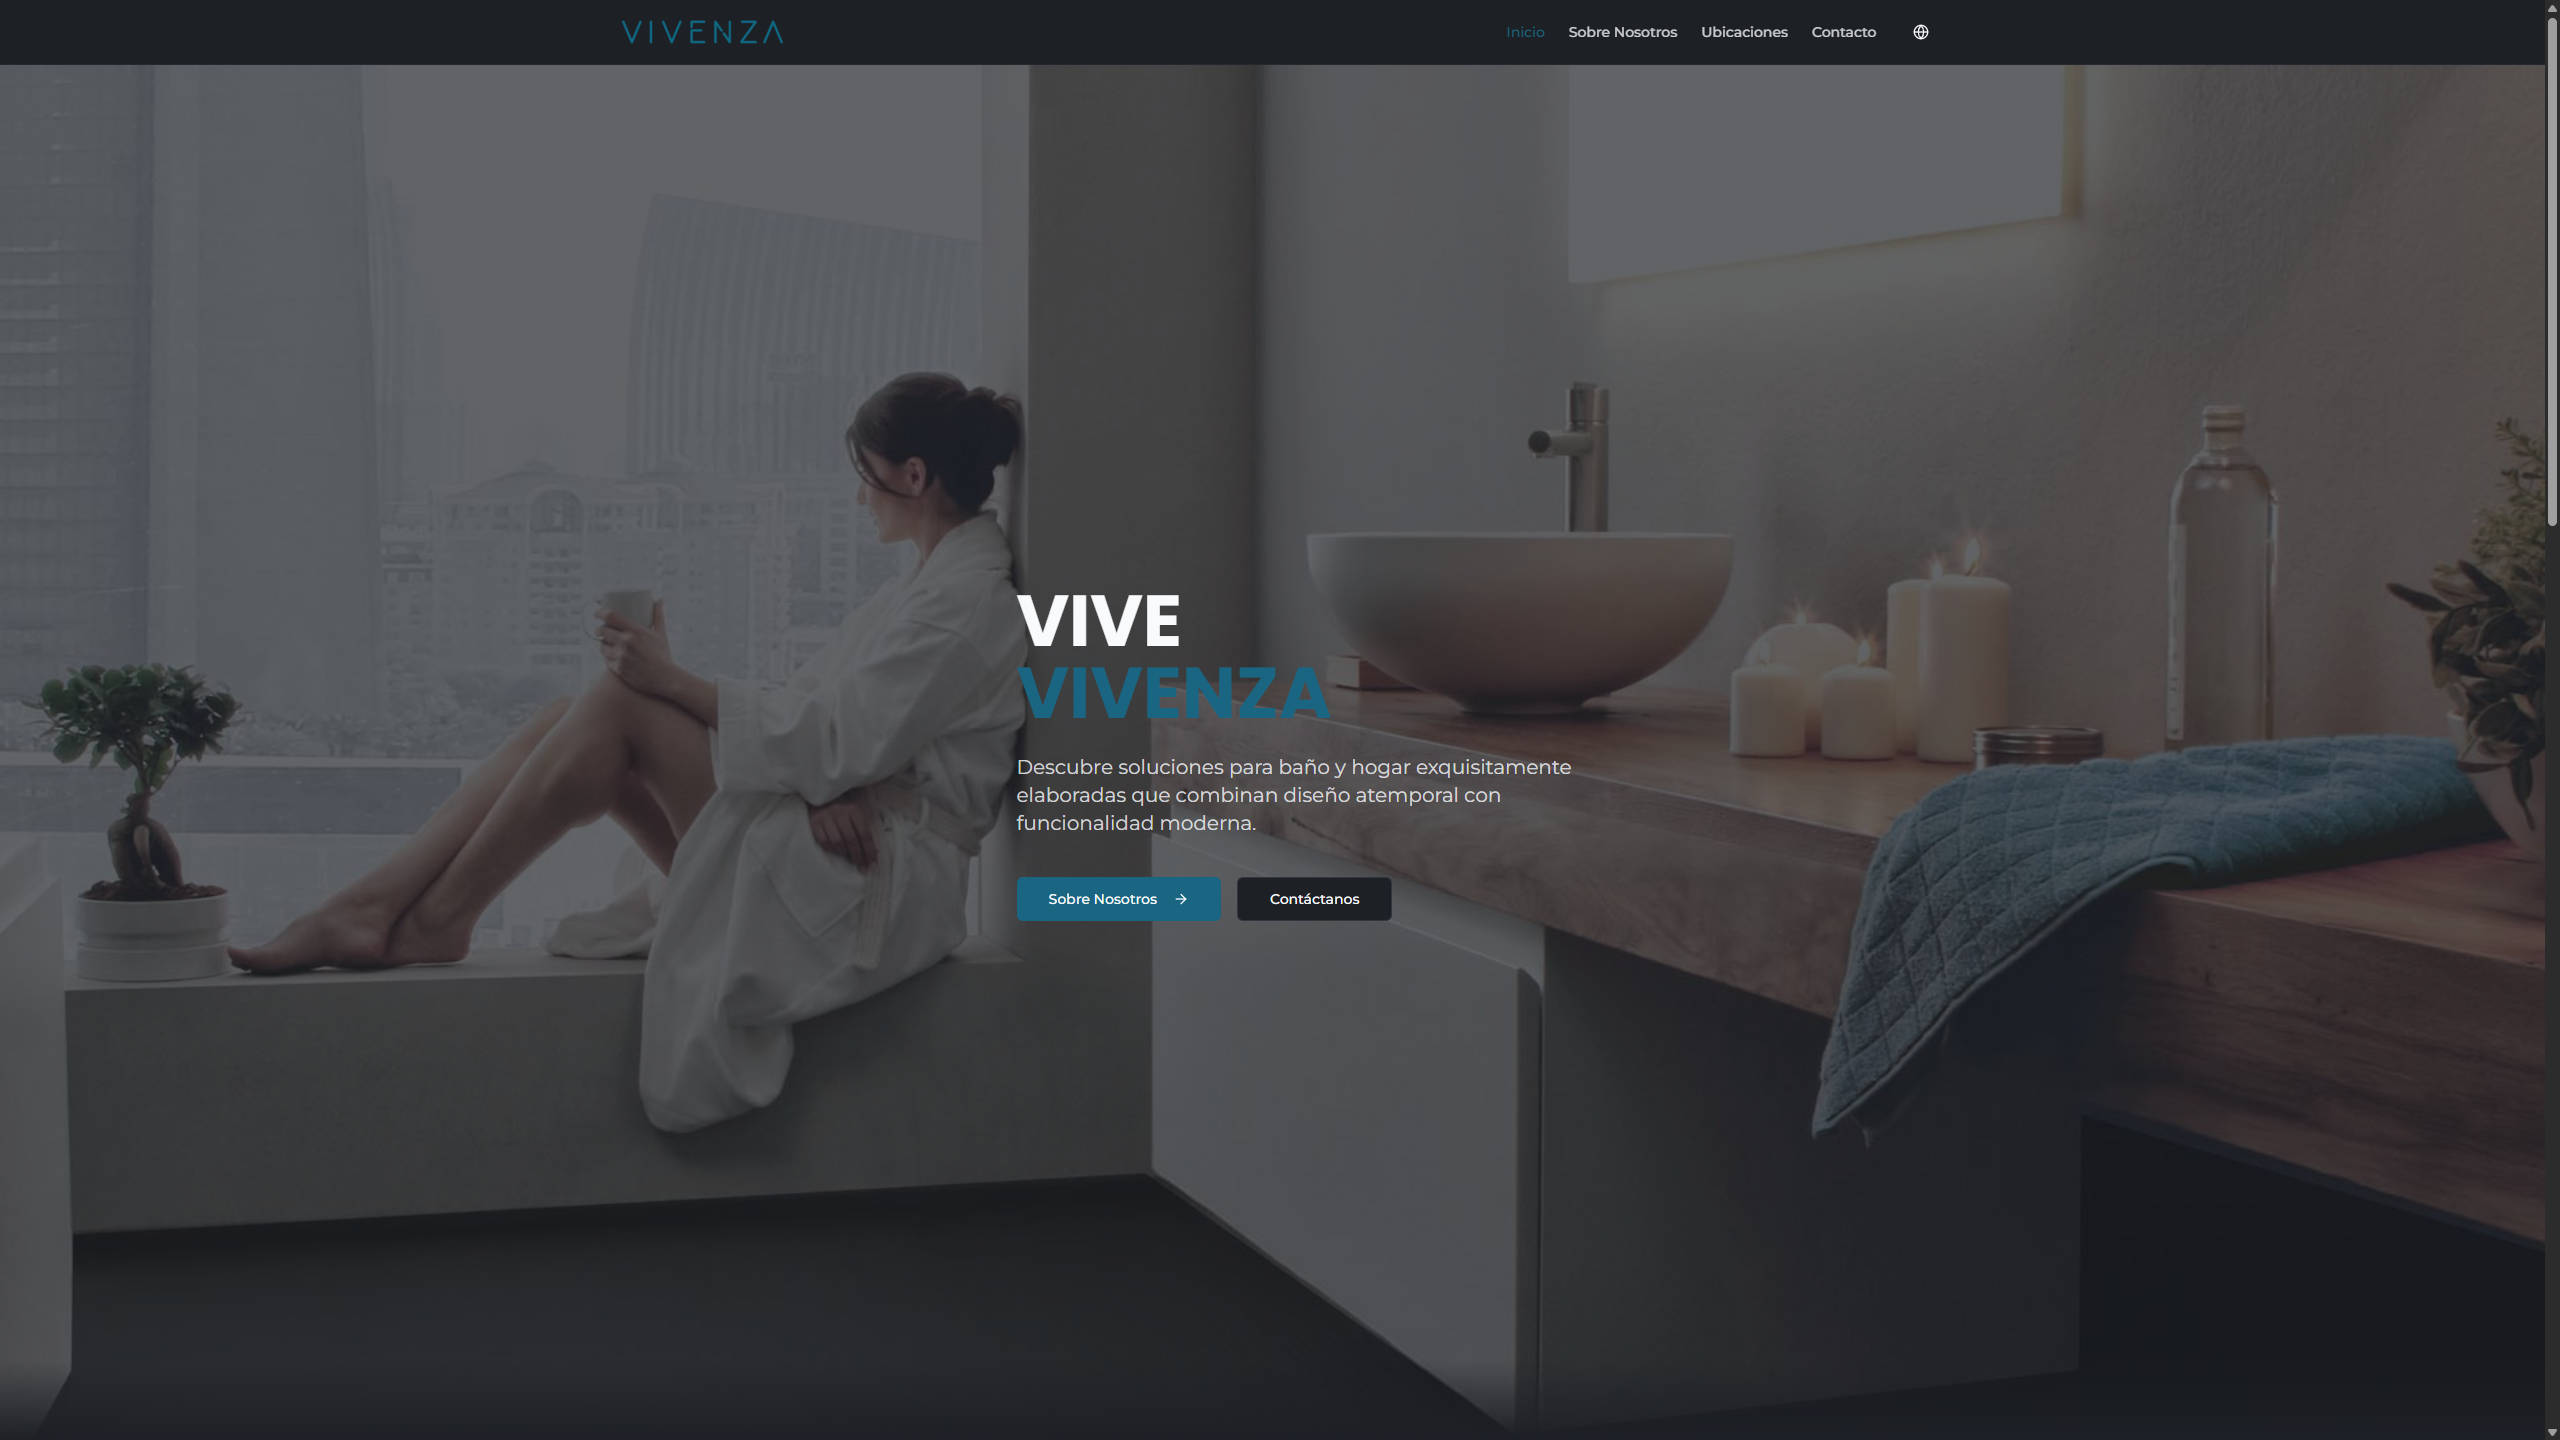 VIVENZA
Inicio Sobre Nosotros Ubicaciones Contacto
VIVE
VIVENZA
Descubre soluciones para baño y hogar exquisitamente
elaboradas que combinan diseño atemporal con
funcionalidad moderna.
Sobre Nosotros
Contáctanos